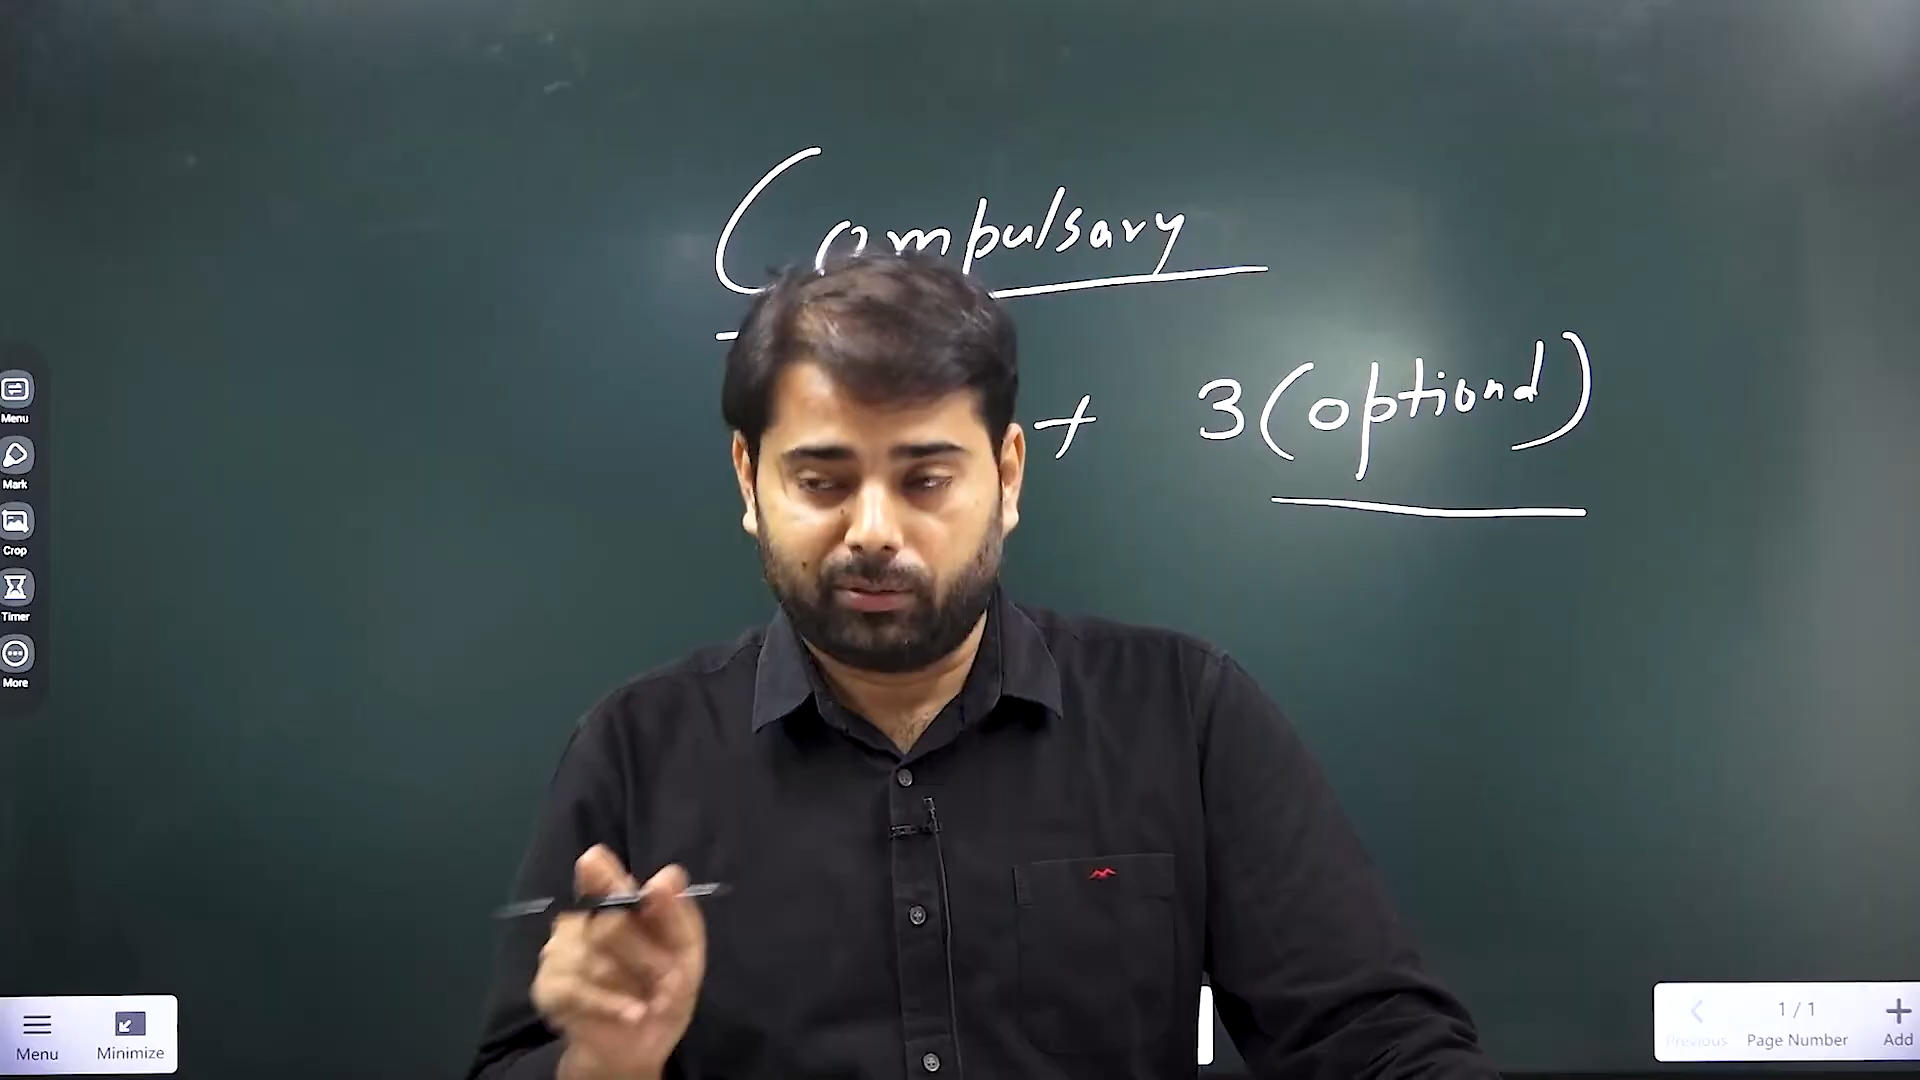 Compulsary
+ 3 (optional)
Menu
Mark
Crop
Timer
More
Menu Minimize
1 / 1
Previous Page Number Add